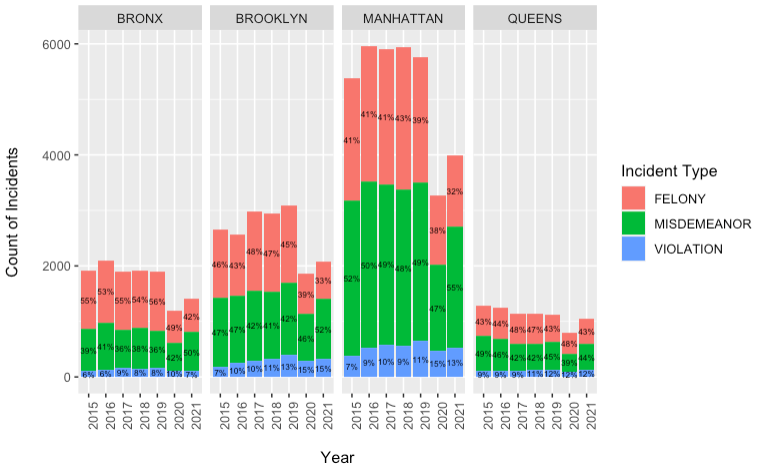 BRONX BROOKLYN MANHATTAN QUEENS
6000
4000
2000
0
Count of Incidents
55% 53% 55% 54% 56% 49% 42%
39% 41% 36% 38% 36% 42% 50%
6% 6% 9% 8% 8% 10% 7%
46% 43% 48% 47% 45% 39% 33%
47% 47% 42% 41% 42% 46% 52%
7% 10% 10% 11% 13% 15% 15%
41% 41% 41% 43% 39% 38% 32%
52% 50% 49% 48% 49% 47% 55%
7% 9% 10% 9% 11% 15% 13%
43% 44% 48% 47% 43% 48% 43%
49% 46% 42% 42% 45% 39% 44%
9% 9% 9% 11% 12% 12% 12%
2015 2016 2017 2018 2019 2020 2021
2015 2016 2017 2018 2019 2020 2021
2015 2016 2017 2018 2019 2020 2021
2015 2016 2017 2018 2019 2020 2021
Year
Incident Type
FELONY
MISDEMEANOR
VIOLATION